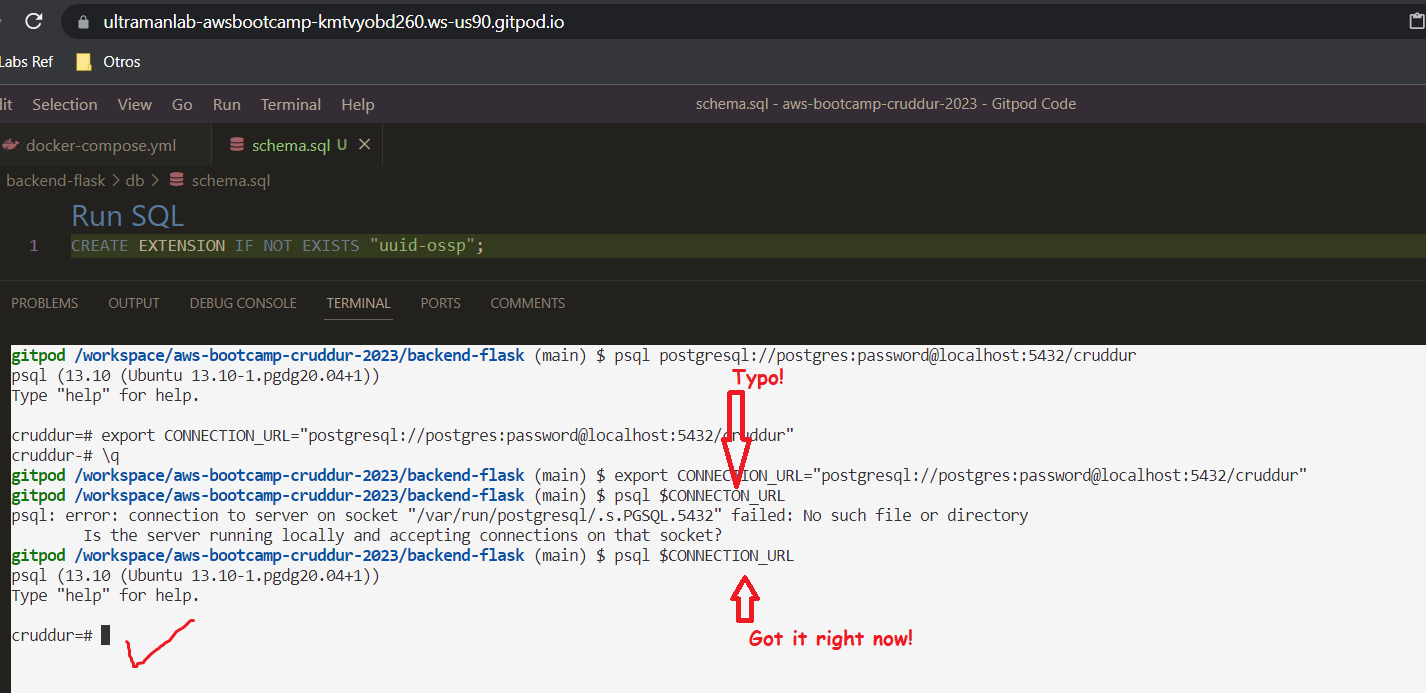 ultramanlab-awsbootcamp-kmtvyobd260.ws-us90.gitpod.io
Labs Ref Otros
dit Selection View Go Run Terminal Help schema.sql - aws-bootcamp-cruddur-2023 - Gitpod Code
docker-compose.yml schema.sql U
backend-flask > db > schema.sql
Run SQL
1 CREATE EXTENSION IF NOT EXISTS "uuid-ossp";
PROBLEMS OUTPUT DEBUG CONSOLE TERMINAL PORTS COMMENTS
gitpod /workspace/aws-bootcamp-cruddur-2023/backend-flask (main) $ psql postgresql://postgres:password@localhost:5432/cruddur
psql (13.10 (Ubuntu 13.10-1.pgdg20.04+1))
Typo!
Type "help" for help.
cruddur=# export CONNECTION_URL="postgresql://postgres:password@localhost:5432/cruddur"
cruddur-# \q
gitpod /workspace/aws-bootcamp-cruddur-2023/backend-flask (main) $ export CONNECTION_URL="postgresql://postgres:password@localhost:5432/cruddur"
gitpod /workspace/aws-bootcamp-cruddur-2023/backend-flask (main) $ psql $CONNECTON_URL
psql: error: connection to server on socket "/var/run/postgresql/.s.PGSQL.5432" failed: No such file or directory
Is the server running locally and accepting connections on that socket?
gitpod /workspace/aws-bootcamp-cruddur-2023/backend-flask (main) $ psql $CONNECTION_URL
psql (13.10 (Ubuntu 13.10-1.pgdg20.04+1))
Type "help" for help.
cruddur=#
Got it right now!